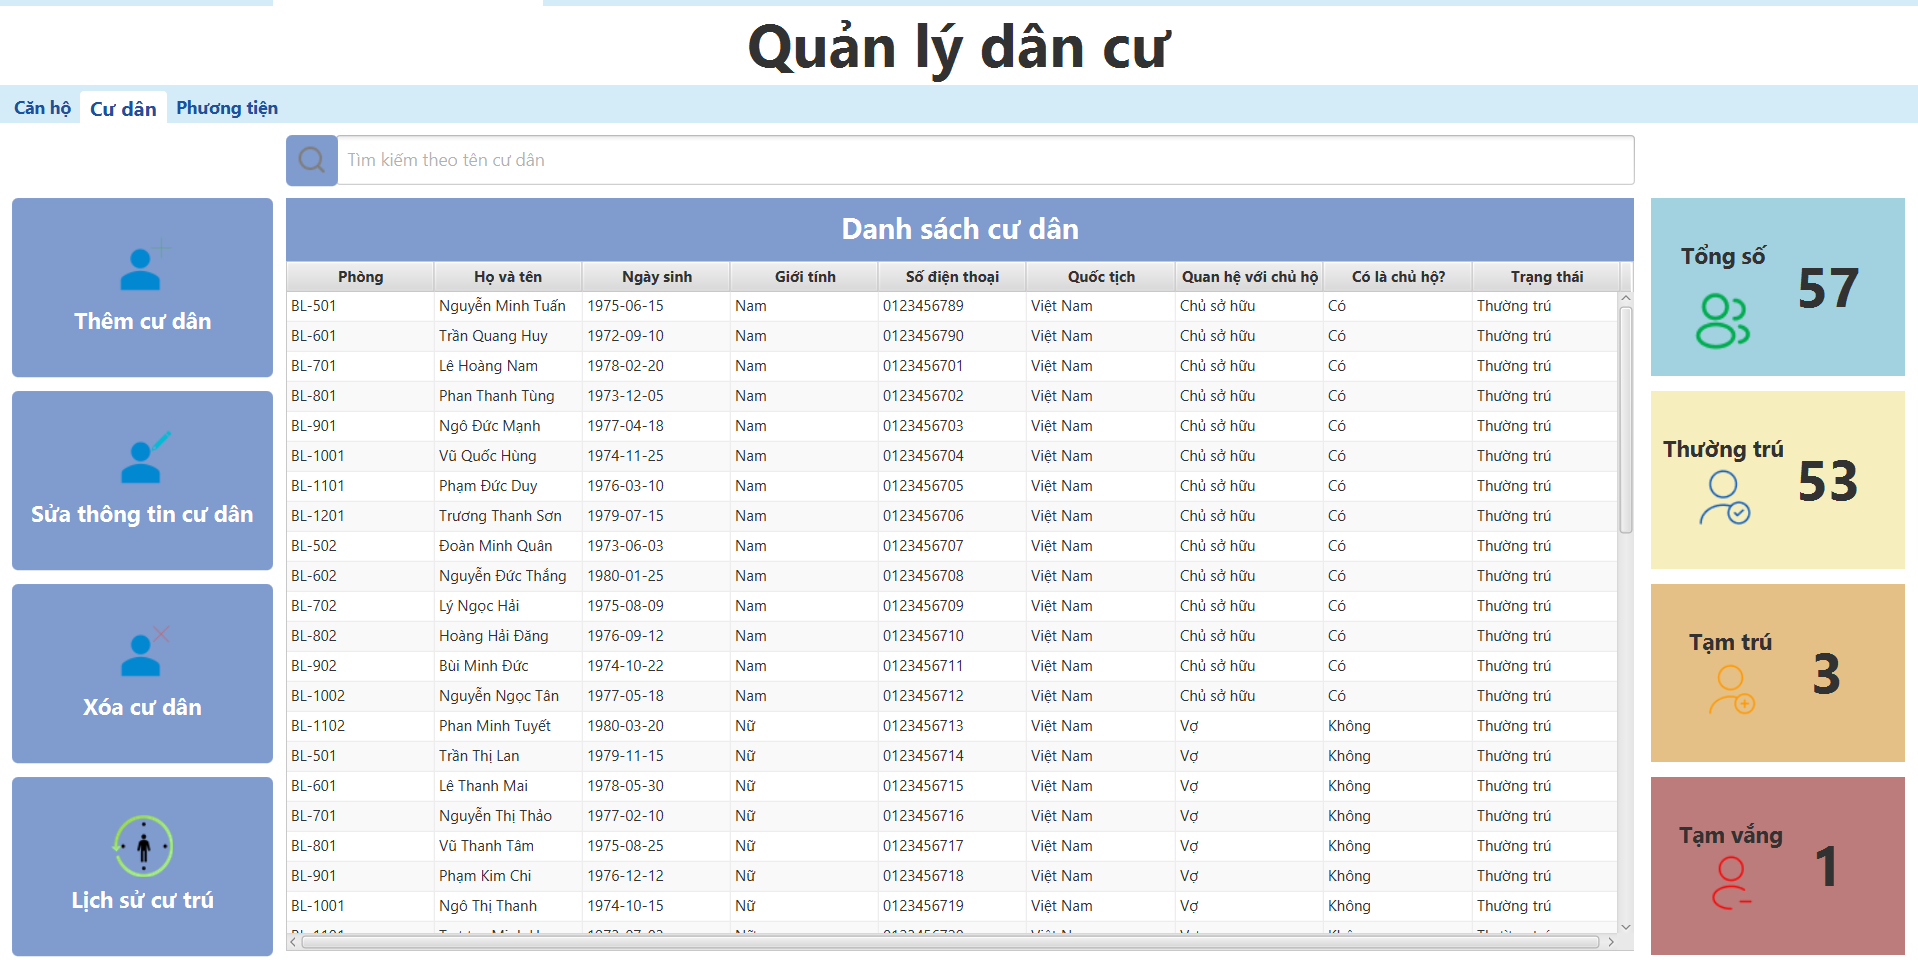 Quản lý dân cư
Căn hộ Cư dân Phương tiện
Tìm kiếm theo tên cư dân
Thêm cư dân
Sửa thông tin cư dân
Xóa cư dân
Lịch sử cư trú
Danh sách cư dân
Phòng Họ và tên Ngày sinh Giới tính Số điện thoại Quốc tịch Quan hệ với chủ hộ Có là chủ hộ? Trạng thái
BL-501 Nguyễn Minh Tuấn 1975-06-15 Nam 0123456789 Việt Nam Chủ sở hữu Có Thường trú
BL-601 Trần Quang Huy 1972-09-10 Nam 0123456790 Việt Nam Chủ sở hữu Có Thường trú
BL-701 Lê Hoàng Nam 1978-02-20 Nam 0123456701 Việt Nam Chủ sở hữu Có Thường trú
BL-801 Phan Thanh Tùng 1973-12-05 Nam 0123456702 Việt Nam Chủ sở hữu Có Thường trú
BL-901 Ngô Đức Mạnh 1977-04-18 Nam 0123456703 Việt Nam Chủ sở hữu Có Thường trú
BL-1001 Vũ Quốc Hùng 1974-11-25 Nam 0123456704 Việt Nam Chủ sở hữu Có Thường trú
BL-1101 Phạm Đức Duy 1976-03-10 Nam 0123456705 Việt Nam Chủ sở hữu Có Thường trú
BL-1201 Trương Thanh Sơn 1979-07-15 Nam 0123456706 Việt Nam Chủ sở hữu Có Thường trú
BL-502 Đoàn Minh Quân 1973-06-03 Nam 0123456707 Việt Nam Chủ sở hữu Có Thường trú
BL-602 Nguyễn Đức Thắng 1980-01-25 Nam 0123456708 Việt Nam Chủ sở hữu Có Thường trú
BL-702 Lý Ngọc Hải 1975-08-09 Nam 0123456709 Việt Nam Chủ sở hữu Có Thường trú
BL-802 Hoàng Hải Đăng 1976-09-12 Nam 0123456710 Việt Nam Chủ sở hữu Có Thường trú
BL-902 Bùi Minh Đức 1974-10-22 Nam 0123456711 Việt Nam Chủ sở hữu Có Thường trú
BL-1002 Nguyễn Ngọc Tân 1977-05-18 Nam 0123456712 Việt Nam Chủ sở hữu Có Thường trú
BL-1102 Phan Minh Tuyết 1980-03-20 Nữ 0123456713 Việt Nam Vợ Không Thường trú
BL-501 Trần Thị Lan 1979-11-15 Nữ 0123456714 Việt Nam Vợ Không Thường trú
BL-601 Lê Thanh Mai 1978-05-30 Nữ 0123456715 Việt Nam Vợ Không Thường trú
BL-701 Nguyễn Thị Thảo 1977-02-10 Nữ 0123456716 Việt Nam Vợ Không Thường trú
BL-801 Vũ Thanh Tâm 1975-08-25 Nữ 0123456717 Việt Nam Vợ Không Thường trú
BL-901 Phạm Kim Chi 1976-12-12 Nữ 0123456718 Việt Nam Vợ Không Thường trú
BL-1001 Ngô Thị Thanh 1974-10-15 Nữ 0123456719 Việt Nam Vợ Không Thường trú
Tổng số 57
Thường trú 53
Tạm trú 3
Tạm vắng 1